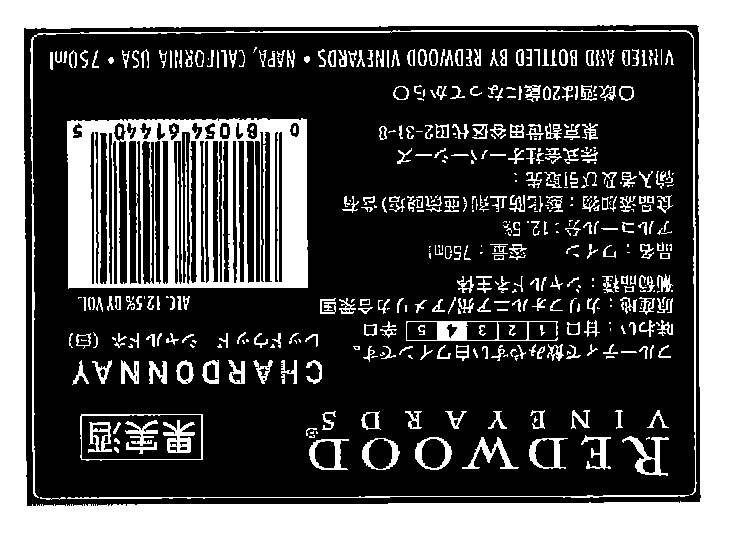 REDWOOD®
VINEYARDS
果実酒
CHARDONNAY
レッドウッド シャルドネ (白)
ALC. 12.5% BY VOL.
0 81054 61440 5
フルーティで飲みやすい白ワインです。
味わい:甘口 1 2 3 4 5 辛口
原産地:カリフォルニア州/アメリカ合衆国
葡萄品種:シャルドネ主体
品名:ワイン 容量:750ml
アルコール分:12.5%
食品添加物:酸化防止剤(亜硫酸塩)含有
輸入者及び引取先:
株式会社オーバーシーズ
東京都世田谷区代田2-31-8
○飲酒は20歳になってから○
VINTED AND BOTTLED BY REDWOOD VINEYARDS • NAPA, CALIFORNIA USA • 750ml